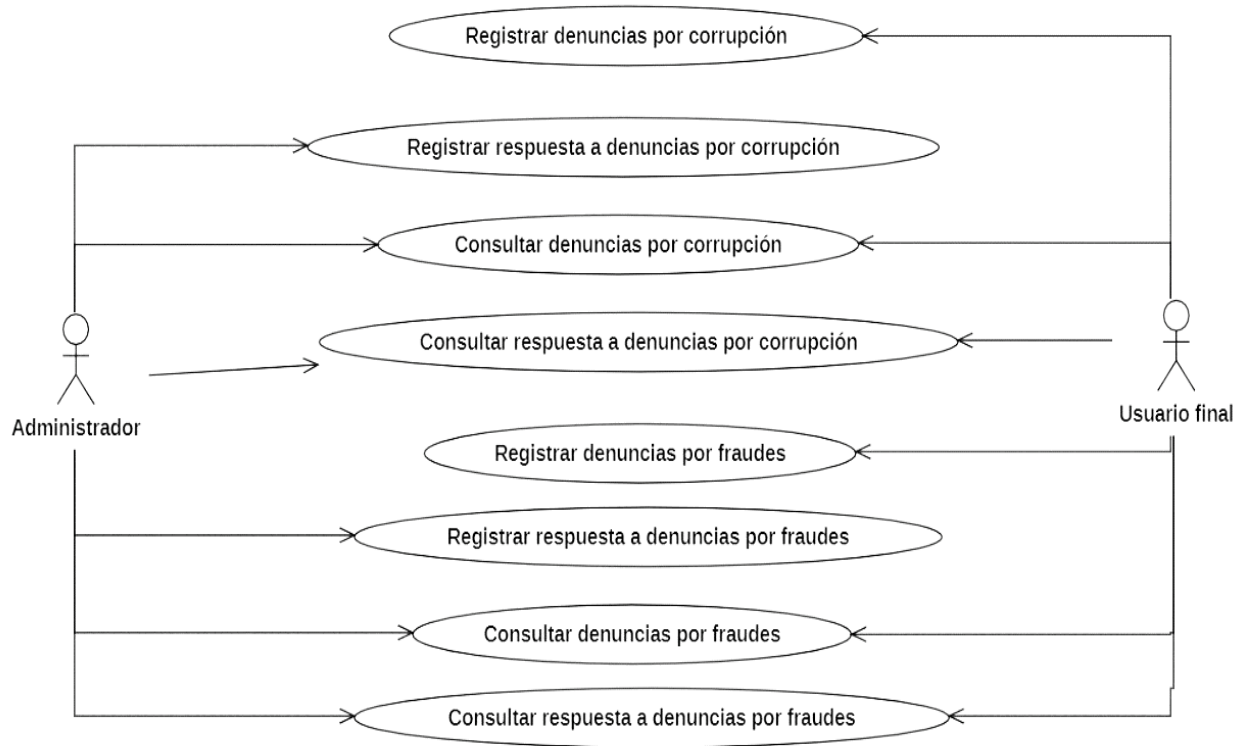 Registrar denuncias por corrupción
Registrar respuesta a denuncias por corrupción
Consultar denuncias por corrupción
Consultar respuesta a denuncias por corrupción
Administrador
Usuario final
Registrar denuncias por fraudes
Registrar respuesta a denuncias por fraudes
Consultar denuncias por fraudes
Consultar respuesta a denuncias por fraudes